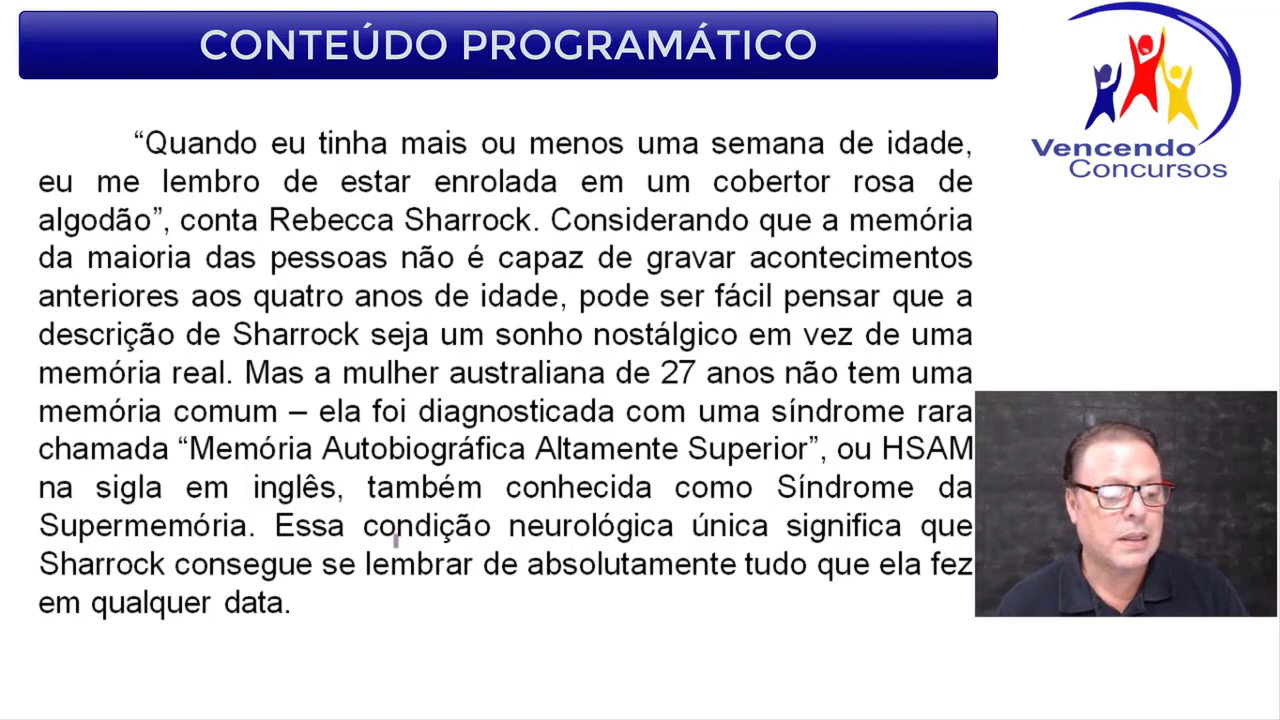 CONTEÚDO PROGRAMÁTICO
Vencendo
Concursos
“Quando eu tinha mais ou menos uma semana de idade,
eu me lembro de estar enrolada em um cobertor rosa de
algodão”, conta Rebecca Sharrock. Considerando que a memória
da maioria das pessoas não é capaz de gravar acontecimentos
anteriores aos quatro anos de idade, pode ser fácil pensar que a
descrição de Sharrock seja um sonho nostálgico em vez de uma
memória real. Mas a mulher australiana de 27 anos não tem uma
memória comum – ela foi diagnosticada com uma síndrome rara
chamada “Memória Autobiográfica Altamente Superior”, ou HSAM
na sigla em inglês, também conhecida como Síndrome da
Supermemória. Essa condição neurológica única significa que
Sharrock consegue se lembrar de absolutamente tudo que ela fez
em qualquer data.